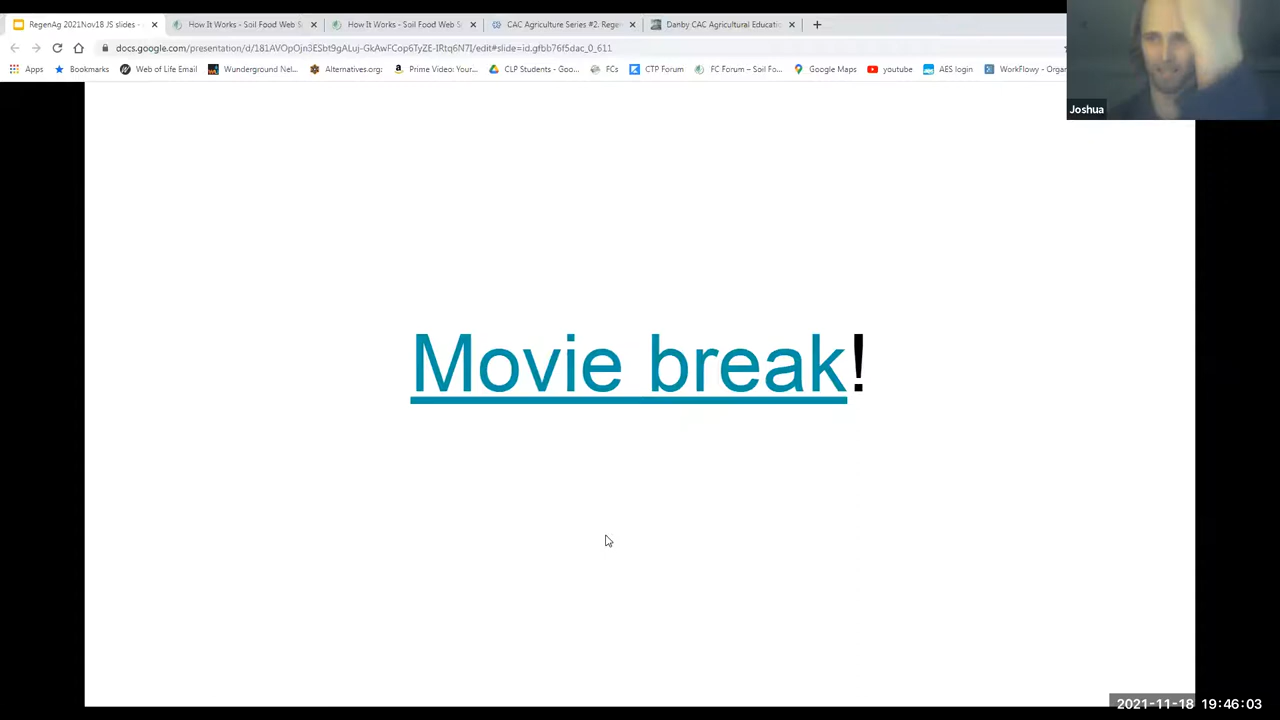 RegenAg 2021Nov18 JS slides -
How It Works - Soil Food Web S
How It Works - Soil Food Web S
CAC Agriculture Series #2. Rege
Danby CAC Agricultural Educatio
docs.google.com/presentation/d/181AVOpOjn3ESbt9gALuj-GkAwFCop6TyZE-IRtq6N7I/edit#slide=id.gfbb76f5dac_0_611
Apps
Bookmarks
Web of Life Email
Wunderground Nel...
Alternatives.org:
Prime Video: Your...
CLP Students - Goo...
FCs
CTP Forum
FC Forum – Soil Fo...
Google Maps
youtube
AES login
WorkFlowy - Orga
Joshua
Movie break!
2021-11-18 19:46:03